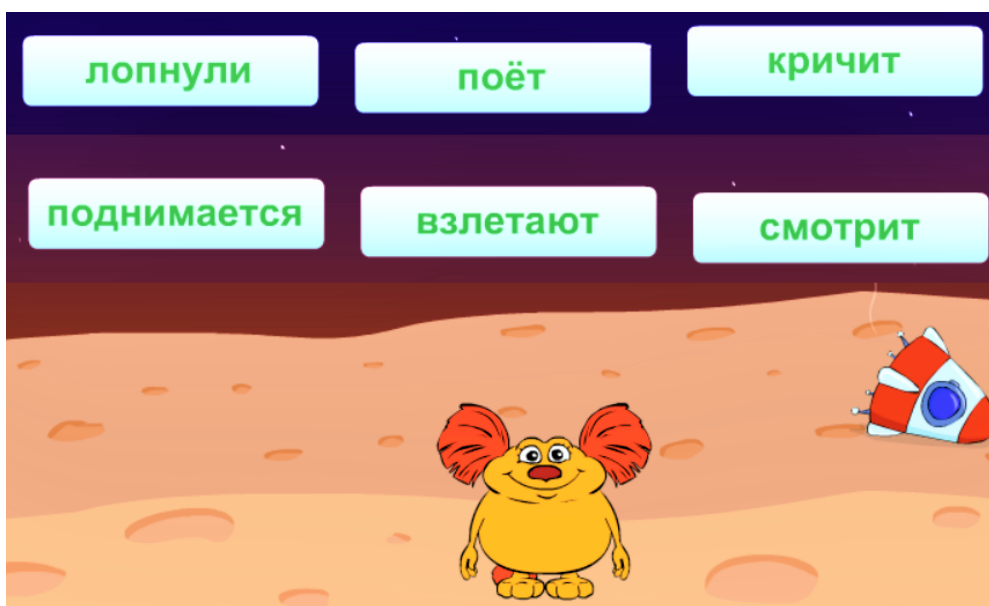 лопнули
поёт
кричит
поднимается
взлетают
смотрит